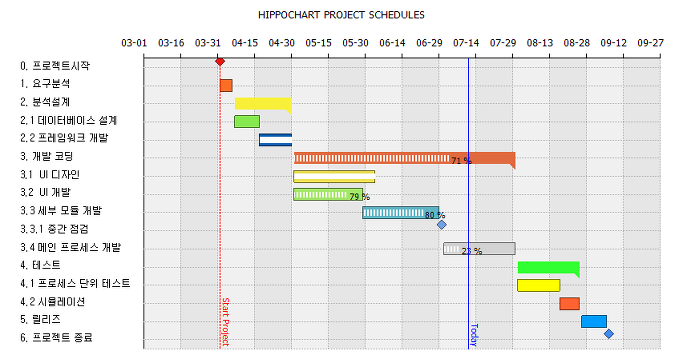 HIPPOCHART PROJECT SCHEDULES
03-01 03-16 03-31 04-15 04-30 05-15 05-30 06-14 06-29 07-14 07-29 08-13 08-28 09-12 09-27
0. 프로젝트시작
1. 요구분석
2. 분석설계
2.1 데이터베이스 설계
2.2 프레임워크 개발
3. 개발 코딩 71 %
3.1 UI 디자인
3.2 UI 개발 79 %
3.3 세부 모듈 개발 80 %
3.3.1 중간 점검
3.4 메인 프로세스 개발 23 %
4. 테스트
4.1 프로세스 단위 테스트
4.2 시뮬레이션
5. 릴리즈
6. 프로젝트 종료
Start Project
Today